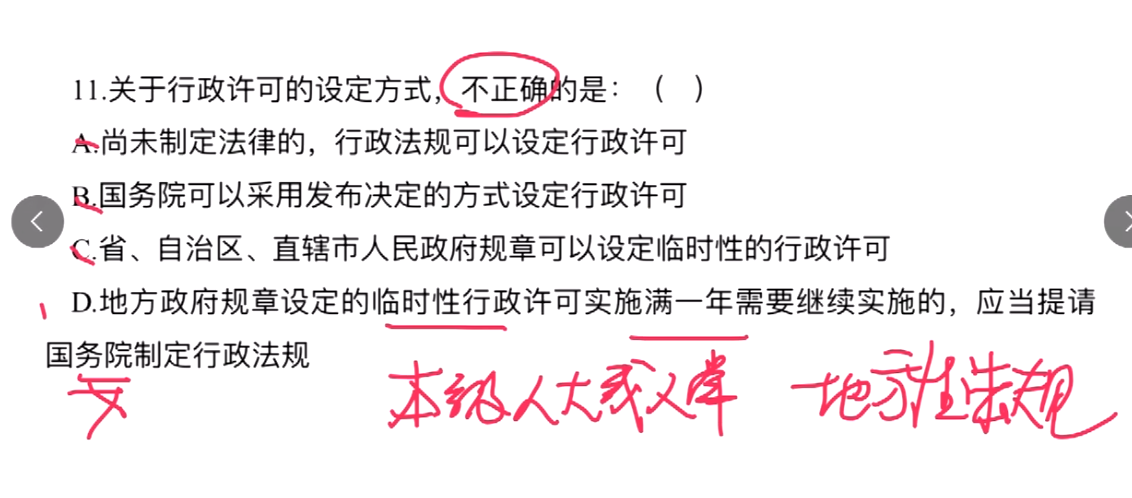 11.关于行政许可的设定方式，不正确的是：（ ）
A.尚未制定法律的，行政法规可以设定行政许可
B.国务院可以采用发布决定的方式设定行政许可
C.省、自治区、直辖市人民政府规章可以设定临时性的行政许可
D.地方政府规章设定的临时性行政许可实施满一年需要继续实施的，应当提请
国务院制定行政法规
本级人大或人常 地方性法规